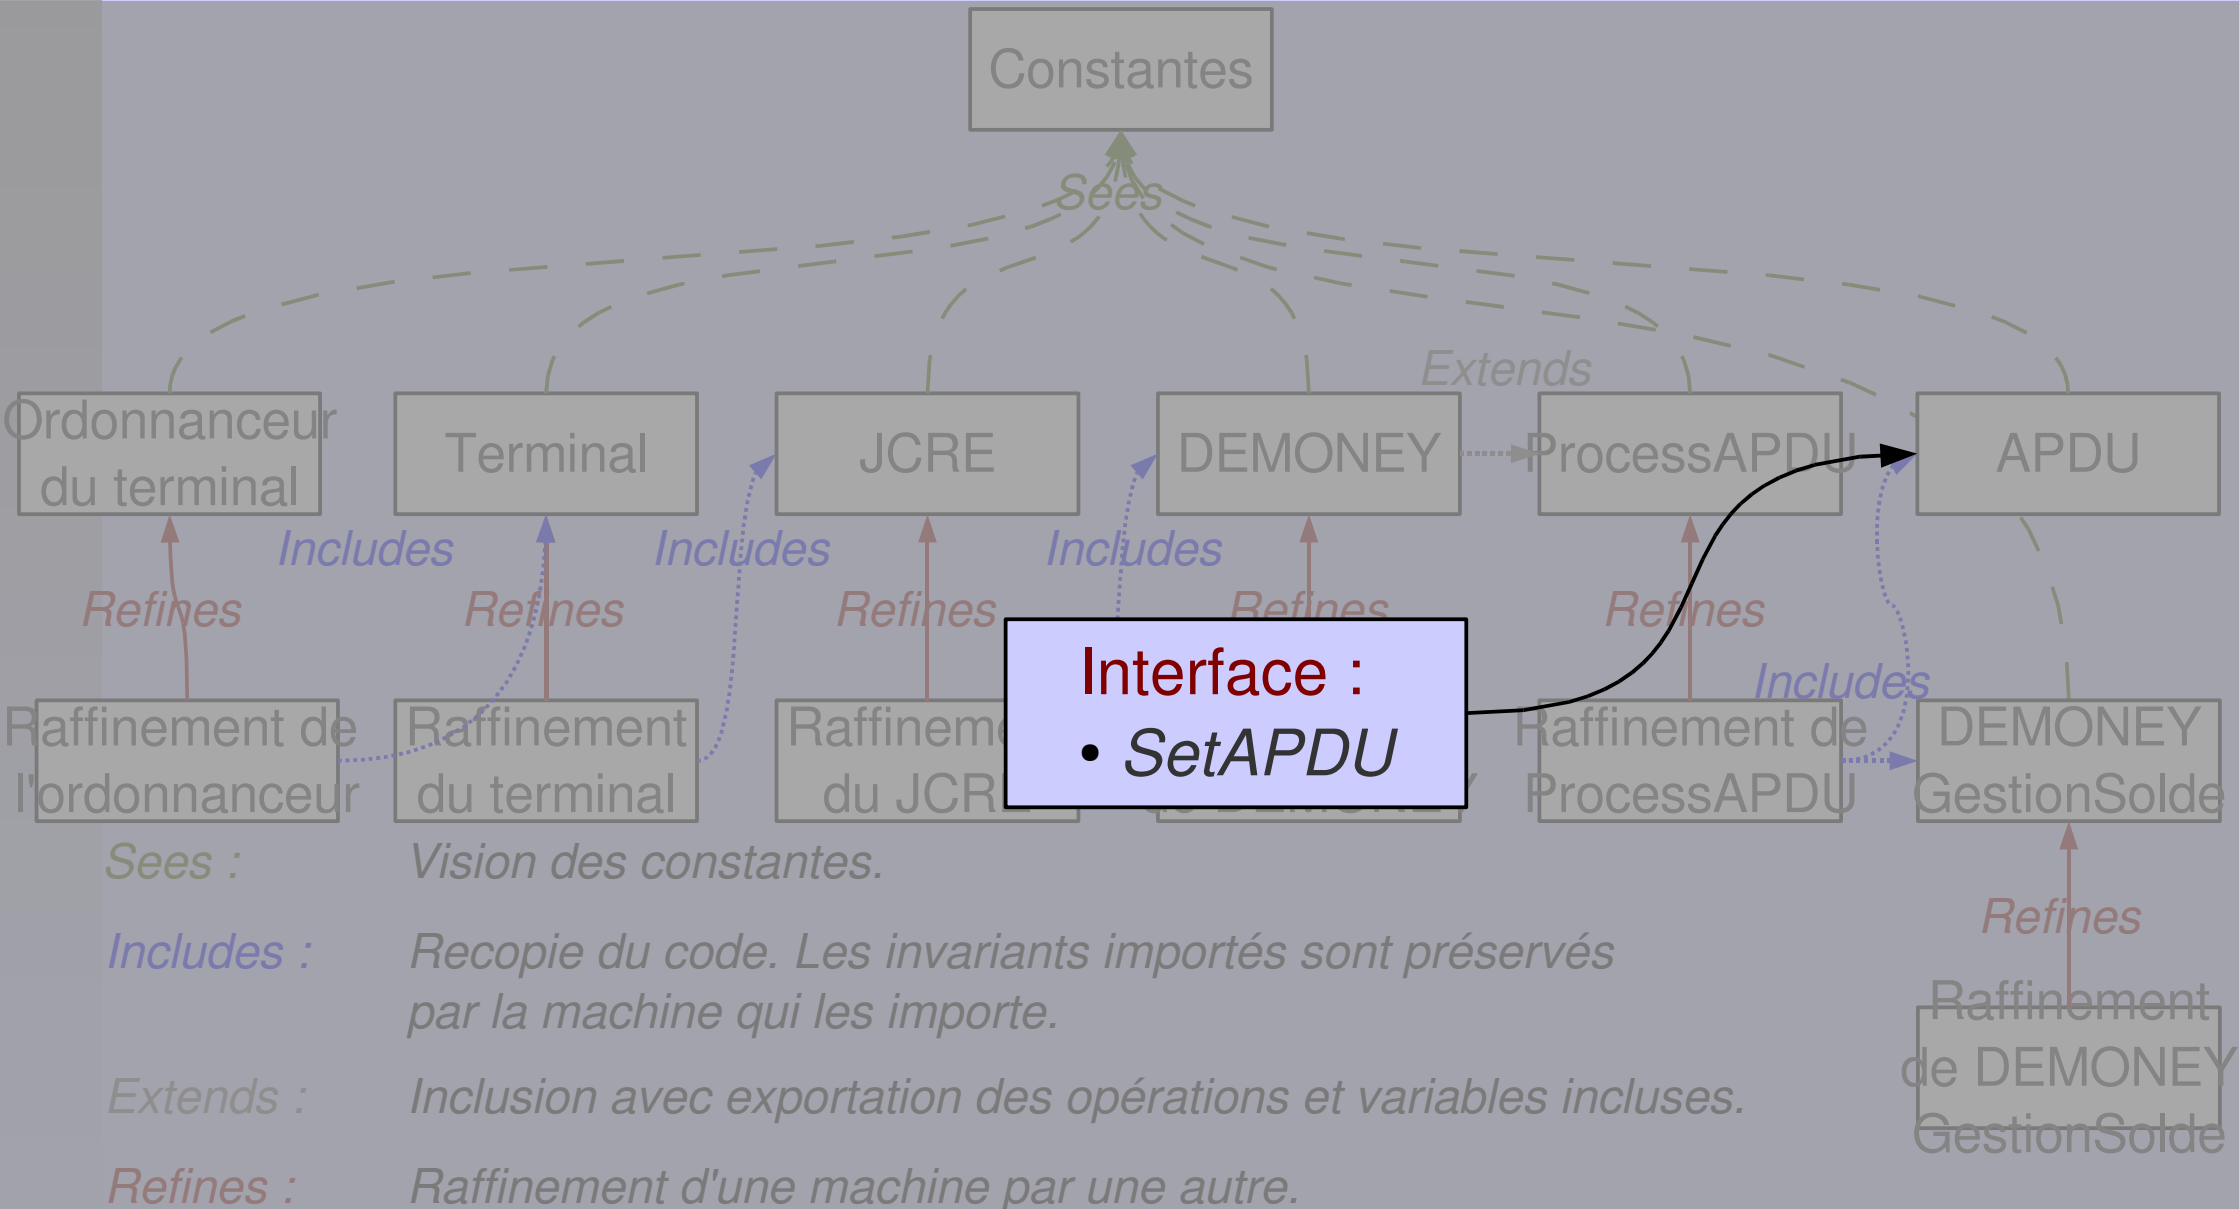 Constantes
Sees
Extends
Ordonnanceur
du terminal
Terminal
JCRE
DEMONEY
ProcessAPDU
APDU
Includes
Includes
Includes
Refines
Refines
Refines
Refines
Refines
Includes
Raffinement de
l'ordonnanceur
Raffinement
du terminal
Raffineme
du JCRE
Interface :
• SetAPDU
Raffinement de
ProcessAPDU
DEMONEY
GestionSolde
Sees : Vision des constantes.
Refines
Includes : Recopie du code. Les invariants importés sont préservés
par la machine qui les importe.
Raffinement
de DEMONEY
GestionSolde
Extends : Inclusion avec exportation des opérations et variables incluses.
Refines : Raffinement d'une machine par une autre.